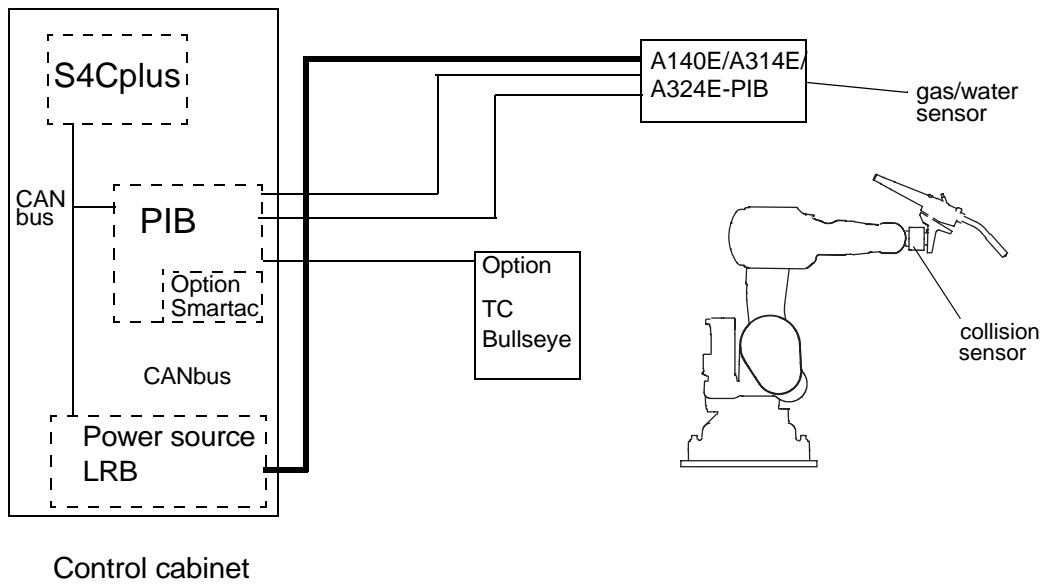 S4Cplus
CAN
bus
PIB
Option
Smartac
CANbus
Power source
LRB
Control cabinet
A140E/A314E/
A324E-PIB
gas/water
sensor
Option
TC
Bullseye
collision
sensor